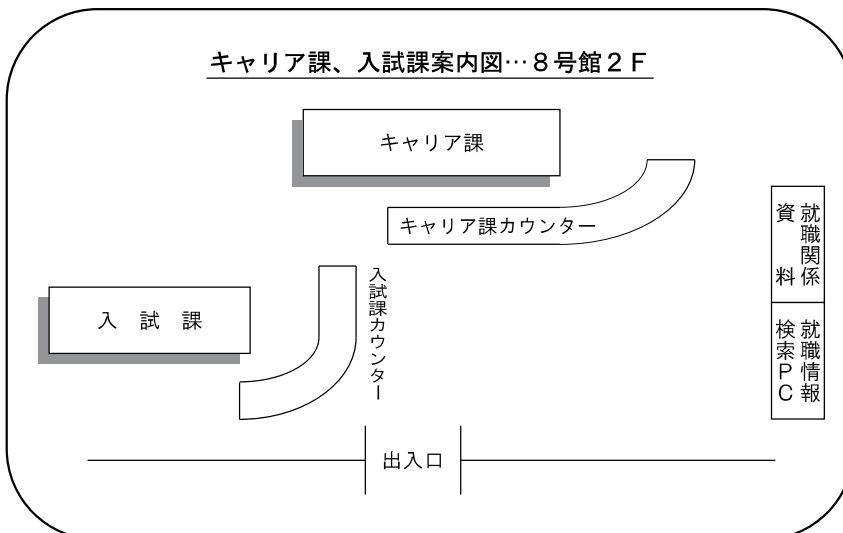 キャリア課、入試課案内図…８号館２Ｆ
キャリア課
キャリア課カウンター
入試課カウンター
入試課
就職関係
資料
就職情報
検索ＰＣ
出入口